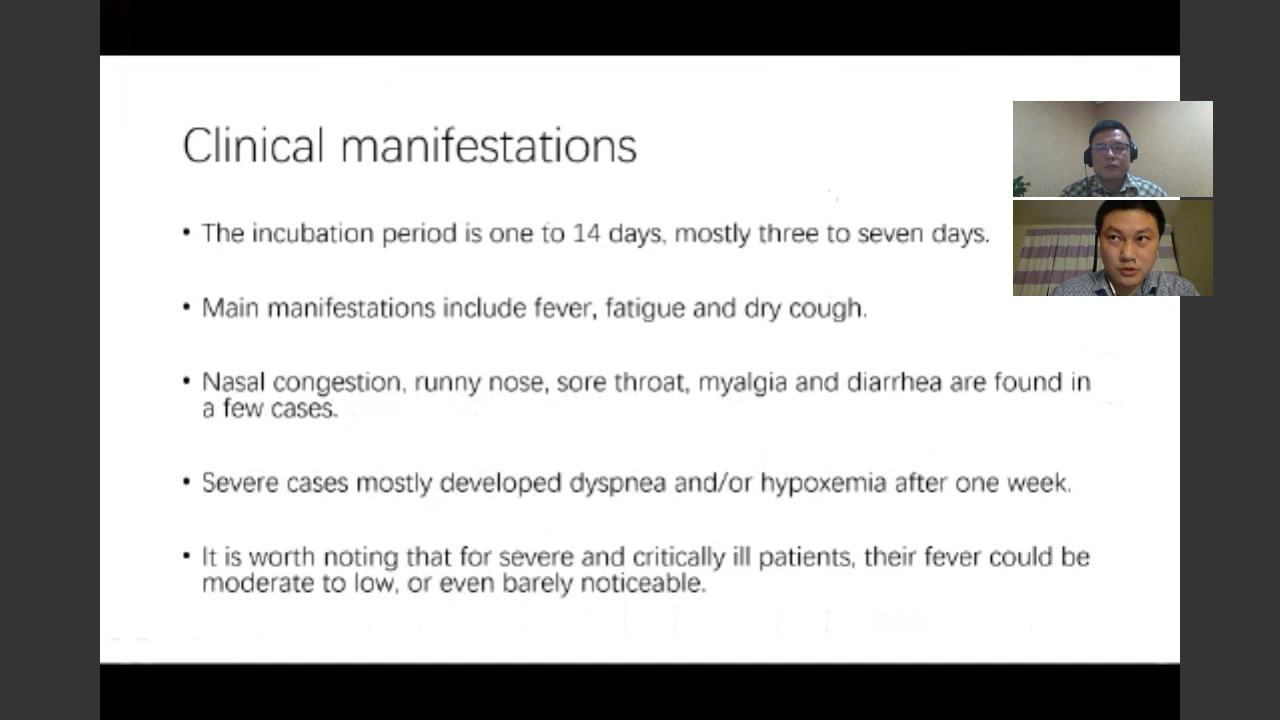 Clinical manifestations
• The incubation period is one to 14 days, mostly three to seven days.
• Main manifestations include fever, fatigue and dry cough.
• Nasal congestion, runny nose, sore throat, myalgia and diarrhea are found in
a few cases.
• Severe cases mostly developed dyspnea and/or hypoxemia after one week.
• It is worth noting that for severe and critically ill patients, their fever could be
moderate to low, or even barely noticeable.